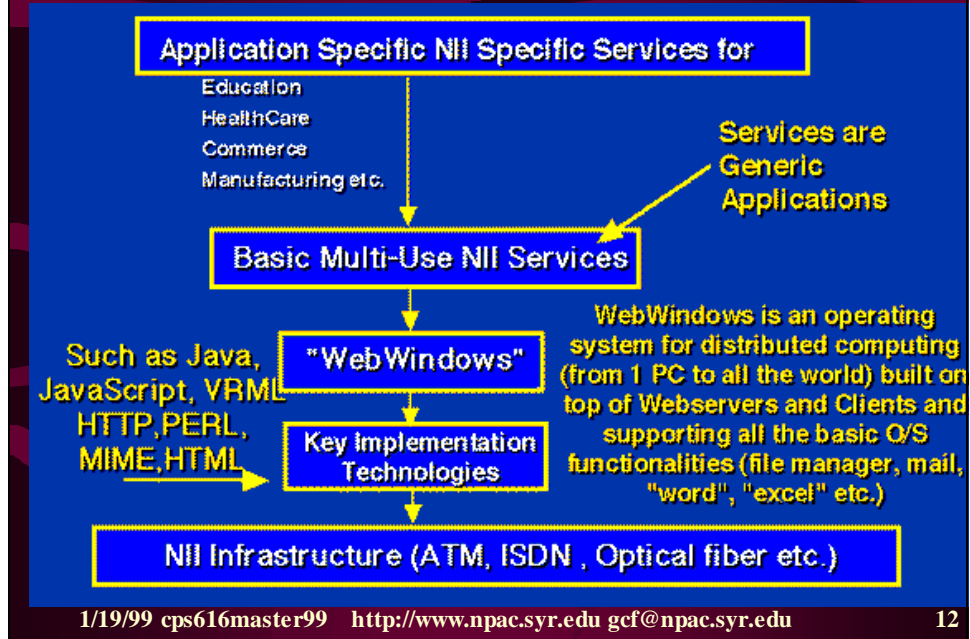 Application Specific NII Specific Services for
Education
HealthCare
Commerce
Manufacturing etc.
Services are
Generic
Applications
Basic Multi-Use NII Services
"WebWindows"
Such as Java,
JavaScript, VRML
HTTP,PERL,
MIME,HTML
WebWindows is an operating
system for distributed computing
(from 1 PC to all the world) built on
top of Webservers and Clients and
supporting all the basic O/S
functionalities (file manager, mail,
"word", "excel" etc.)
Key Implementation
Technologies
NII Infrastructure (ATM, ISDN , Optical fiber etc.)
1/19/99 cps616master99 http://www.npac.syr.edu gcf@npac.syr.edu 12